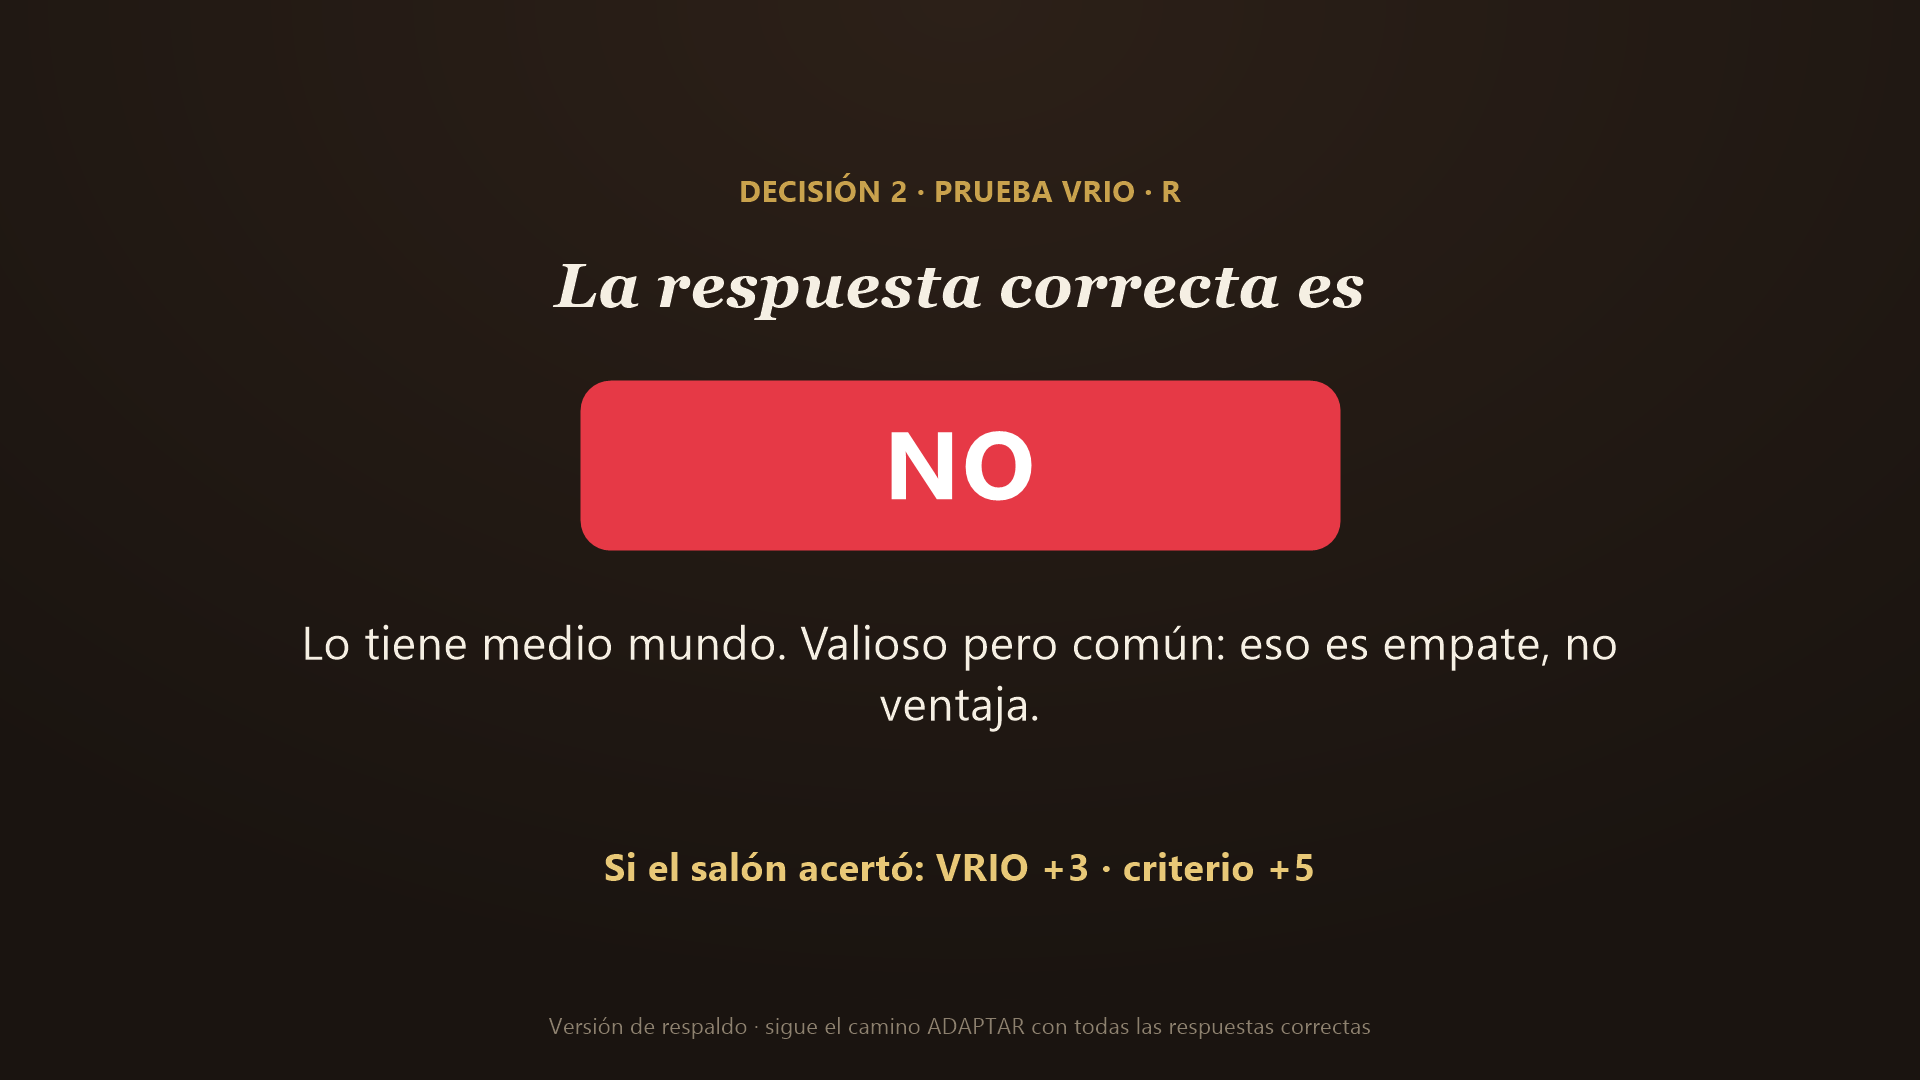 DECISIÓN 2 · PRUEBA VRIO · R
La respuesta correcta es
NO
Lo tiene medio mundo. Valioso pero común: eso es empate, no
ventaja.
Si el salón acertó: VRIO +3 · criterio +5
Versión de respaldo · sigue el camino ADAPTAR con todas las respuestas correctas